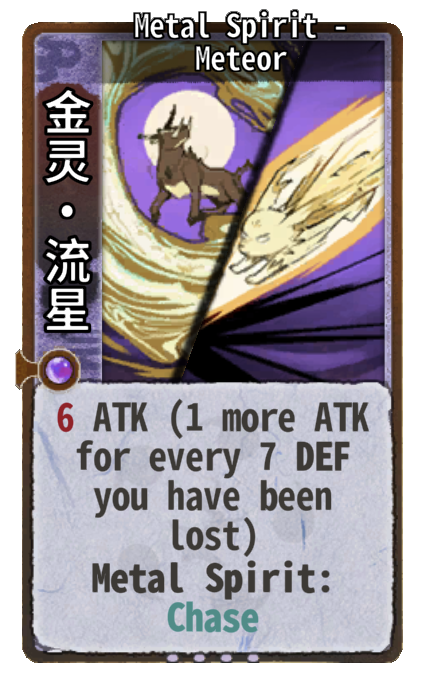 Metal Spirit -
Meteor
金灵·流星
6 ATK (1 more ATK
for every 7 DEF
you have been
lost)
Metal Spirit:
Chase